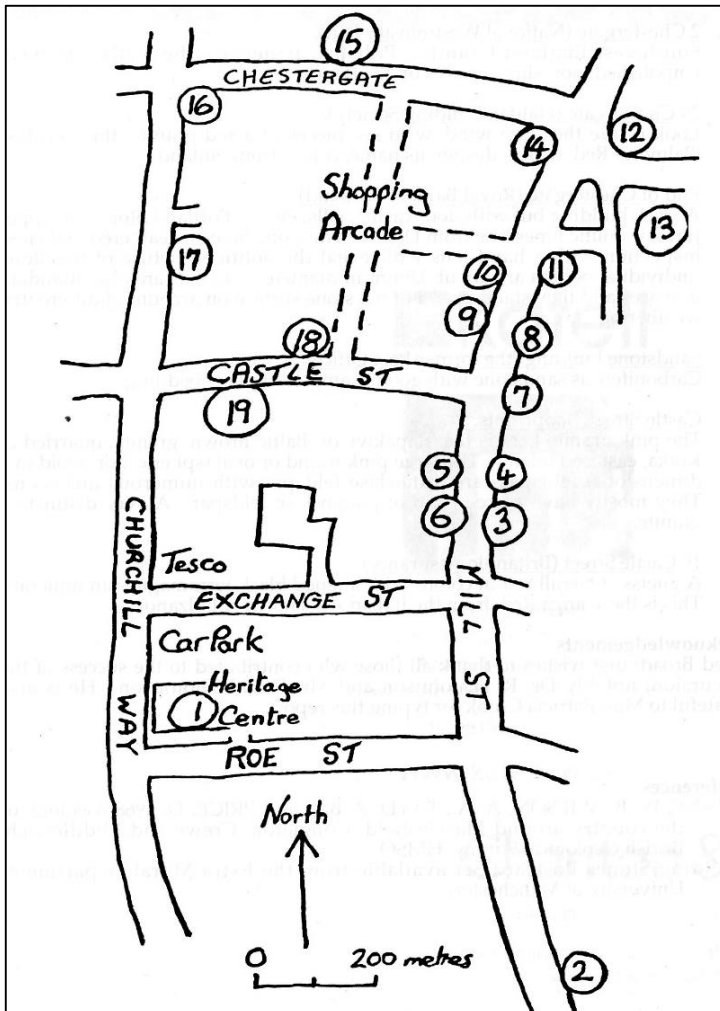 15
CHESTERGATE
16
12
14
Shopping
Arcade
13
17
10
11
9
8
18
CASTLE ST
7
19
5
4
6
3
CHURCHILL WAY
Tesco
MILL ST
EXCHANGE ST
Car Park
Heritage
1 Centre
ROE ST
North
0 200 metres
2